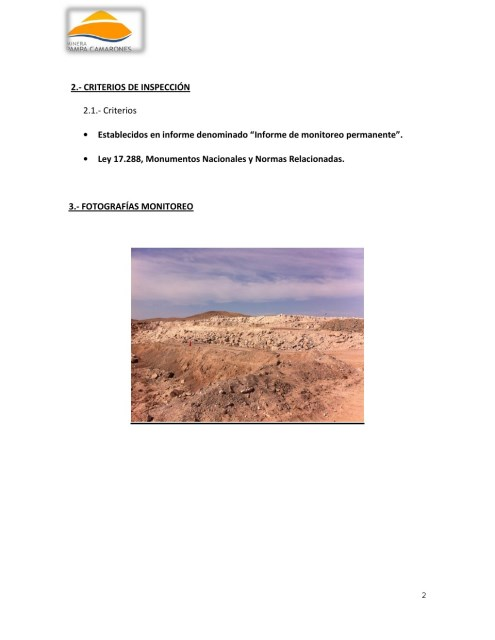 MINERA
PAMPA CAMARONES
2.- CRITERIOS DE INSPECCIÓN
2.1.- Criterios
• Establecidos en informe denominado “Informe de monitoreo permanente”.
• Ley 17.288, Monumentos Nacionales y Normas Relacionadas.
3.- FOTOGRAFÍAS MONITOREO
2